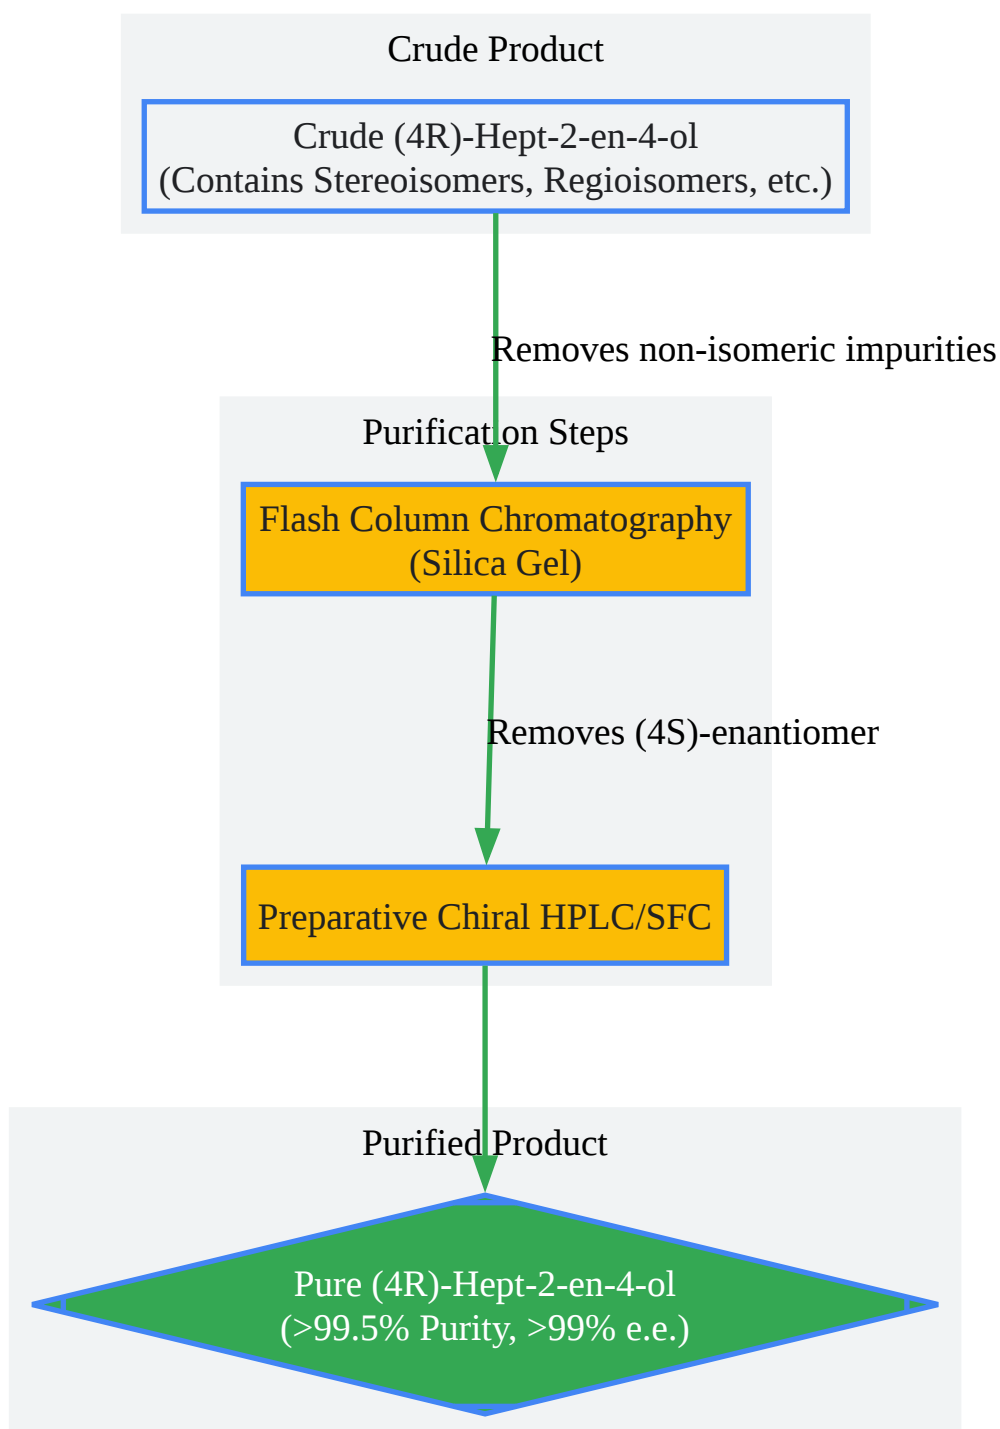 Crude Product
Crude (4R)-Hept-2-en-4-ol
(Contains Stereoisomers, Regioisomers, etc.)
Removes non-isomeric impurities
Purification Steps
Flash Column Chromatography
(Silica Gel)
Removes (4S)-enantiomer
Preparative Chiral HPLC/SFC
Purified Product
Pure (4R)-Hept-2-en-4-ol
(>99.5% Purity, >99% e.e.)